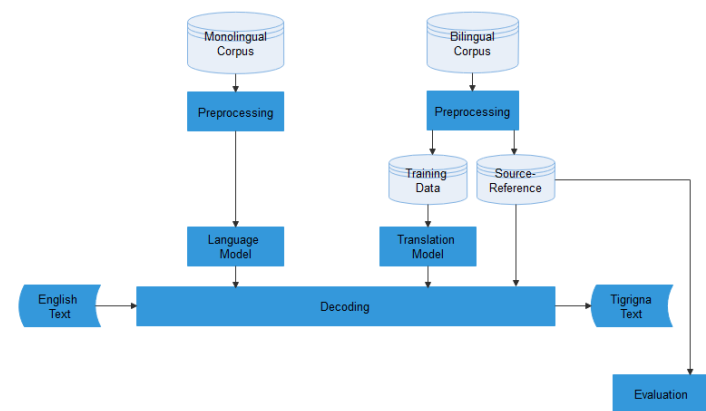 Monolingual
Corpus
Bilingual
Corpus
Preprocessing
Preprocessing
Training
Data
Source-
Reference
Language
Model
Translation
Model
English
Text
Decoding
Tigrigna
Text
Evaluation